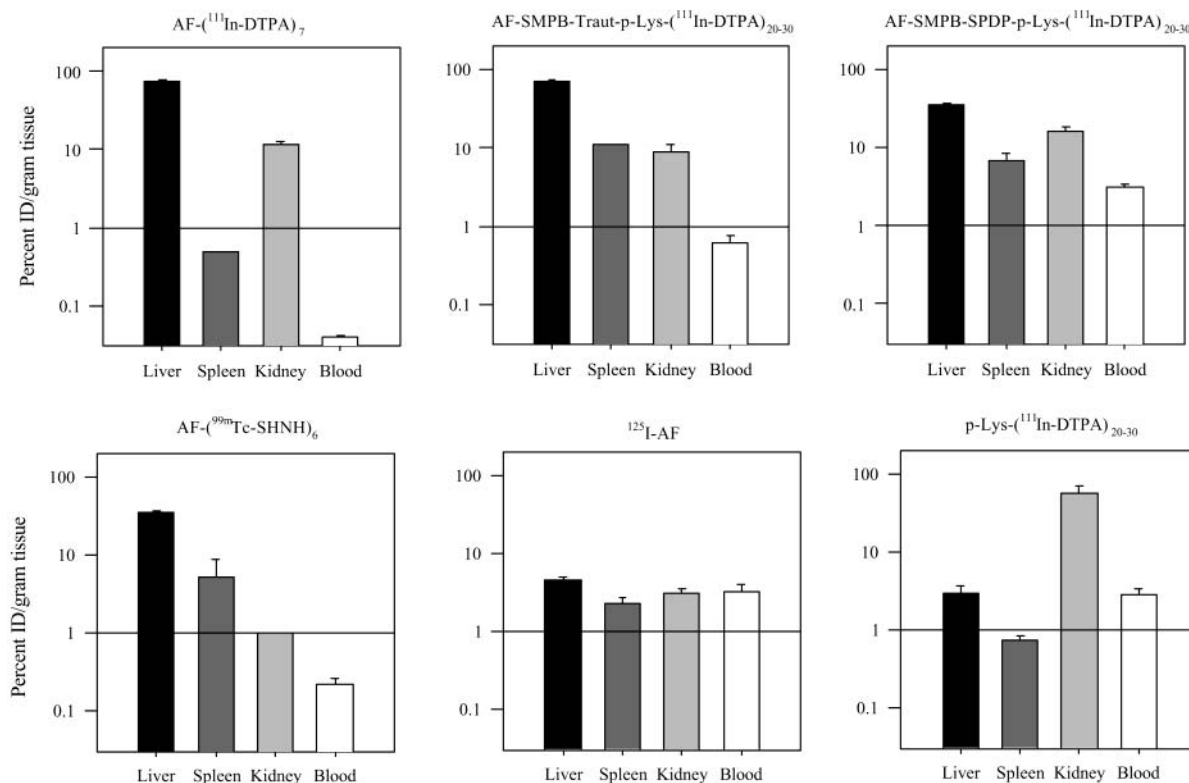 AF-(¹¹¹In-DTPA)₇
Percent ID/gram tissue
100
10
1
0.1
Liver Spleen Kidney Blood
AF-SMPB-Traut-p-Lys-(¹¹¹In-DTPA)₂₀₋₃₀
100
10
1
0.1
Liver Spleen Kidney Blood
AF-SMPB-SPDP-p-Lys-(¹¹¹In-DTPA)₂₀₋₃₀
100
10
1
0.1
Liver Spleen Kidney Blood
AF-(⁹⁹ᵐTc-SHNH)₆
Percent ID/gram tissue
100
10
1
0.1
Liver Spleen Kidney Blood
¹²⁵I-AF
100
10
1
0.1
Liver Spleen Kidney Blood
p-Lys-(¹¹¹In-DTPA)₂₀₋₃₀
100
10
1
0.1
Liver Spleen Kidney Blood